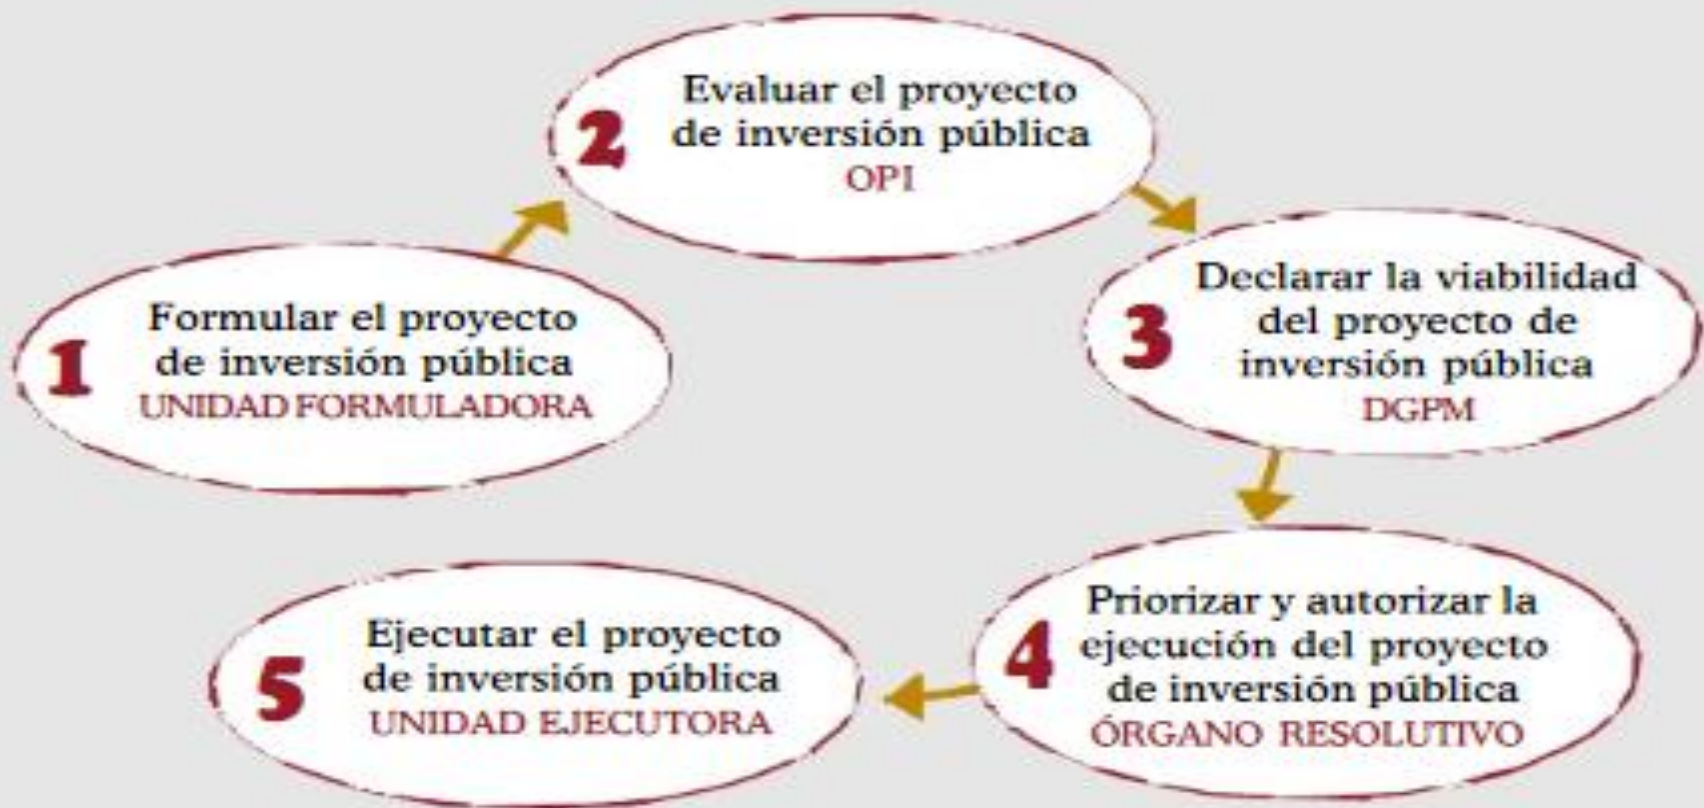 1
Formular el proyecto
de inversión pública
UNIDAD FORMULADORA
2
Evaluar el proyecto
de inversión pública
OPI
3
Declarar la viabilidad
del proyecto de
inversión pública
DGPM
4
Priorizar y autorizar la
ejecución del proyecto
de inversión pública
ÓRGANO RESOLUTIVO
5
Ejecutar el proyecto
de inversión pública
UNIDAD EJECUTORA